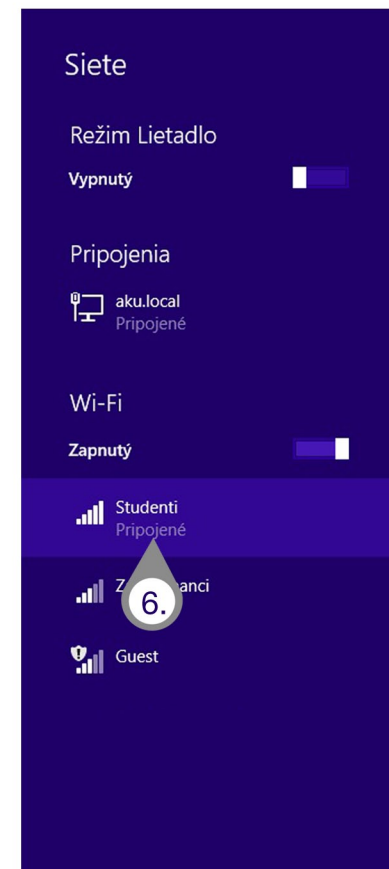 Siete
Režim Lietadlo
Vypnutý
Pripojenia
aku.local
Pripojené
Wi-Fi
Zapnutý
Studenti
Pripojené
6.
Guest